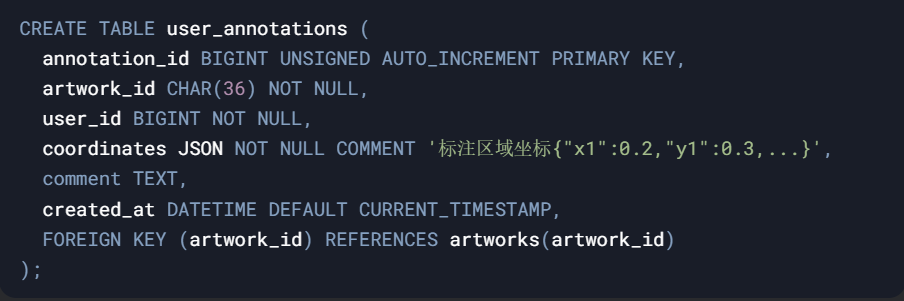 CREATE TABLE user_annotations (
  annotation_id BIGINT UNSIGNED AUTO_INCREMENT PRIMARY KEY,
  artwork_id CHAR(36) NOT NULL,
  user_id BIGINT NOT NULL,
  coordinates JSON NOT NULL COMMENT '标注区域坐标{"x1":0.2,"y1":0.3,...}',
  comment TEXT,
  created_at DATETIME DEFAULT CURRENT_TIMESTAMP,
  FOREIGN KEY (artwork_id) REFERENCES artworks(artwork_id)
);